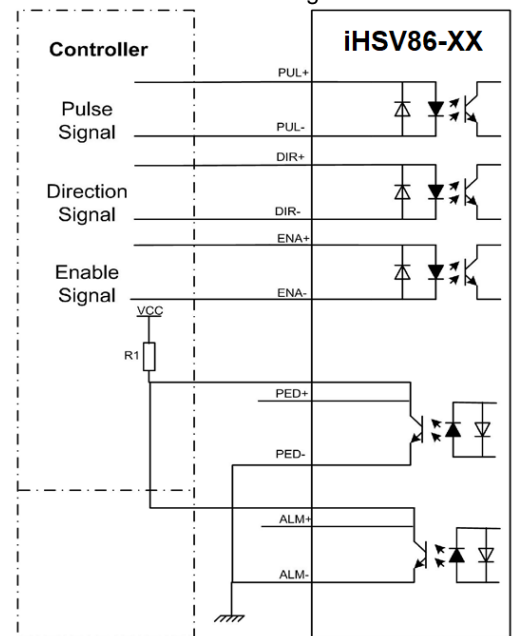 iHSV86-XX
Controller
PUL+
Pulse
Signal
PUL-
DIR+
Direction
Signal
DIR-
ENA+
Enable
Signal
ENA-
VCC
R1
PED+
PED-
ALM+
ALM-